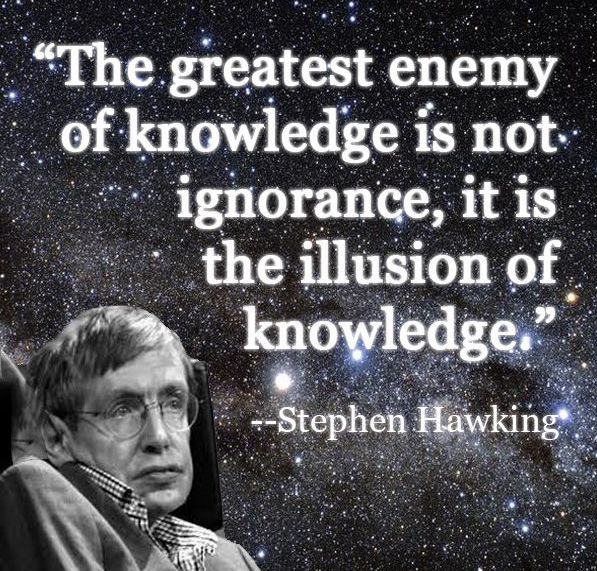 “The greatest enemy
of knowledge is not
ignorance, it is
the illusion of
knowledge.”
--Stephen Hawking